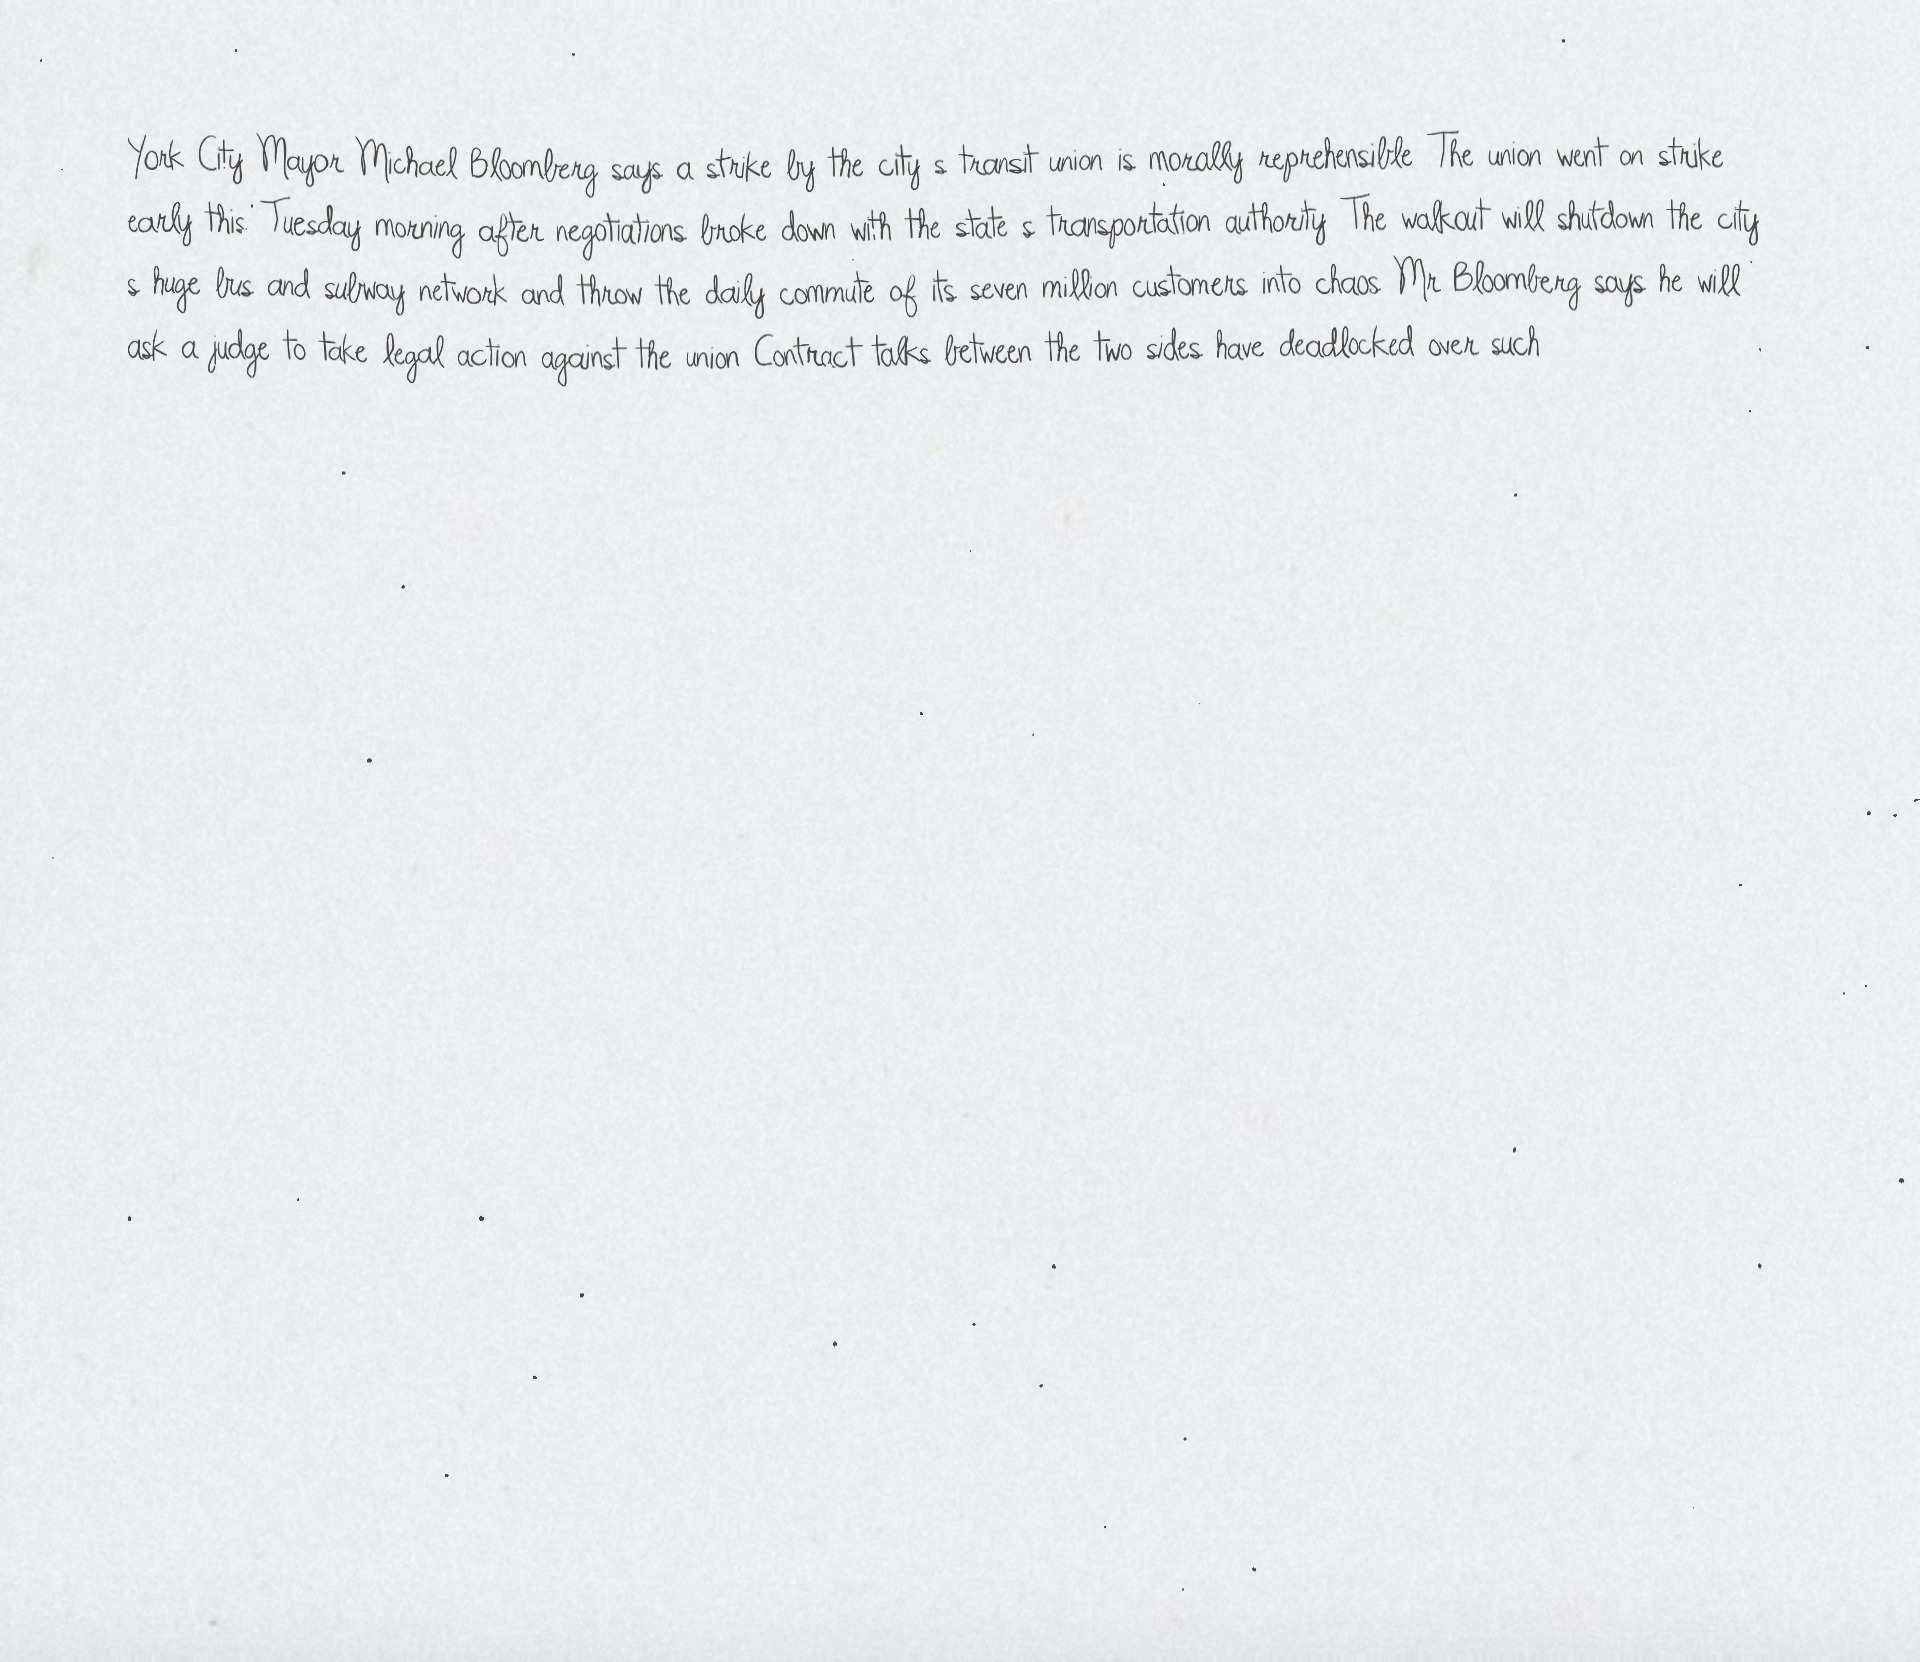 York City Mayor Michael Bloomberg says a strike by the city s transit union is morally reprehensible The union went on strike
early this Tuesday morning after negotiations broke down with the state s transportation authority The walkout will shutdown the city
s huge bus and subway network and throw the daily commute of its seven million customers into chaos Mr Bloomberg says he will
ask a judge to take legal action against the union Contract talks between the two sides have deadlocked over such